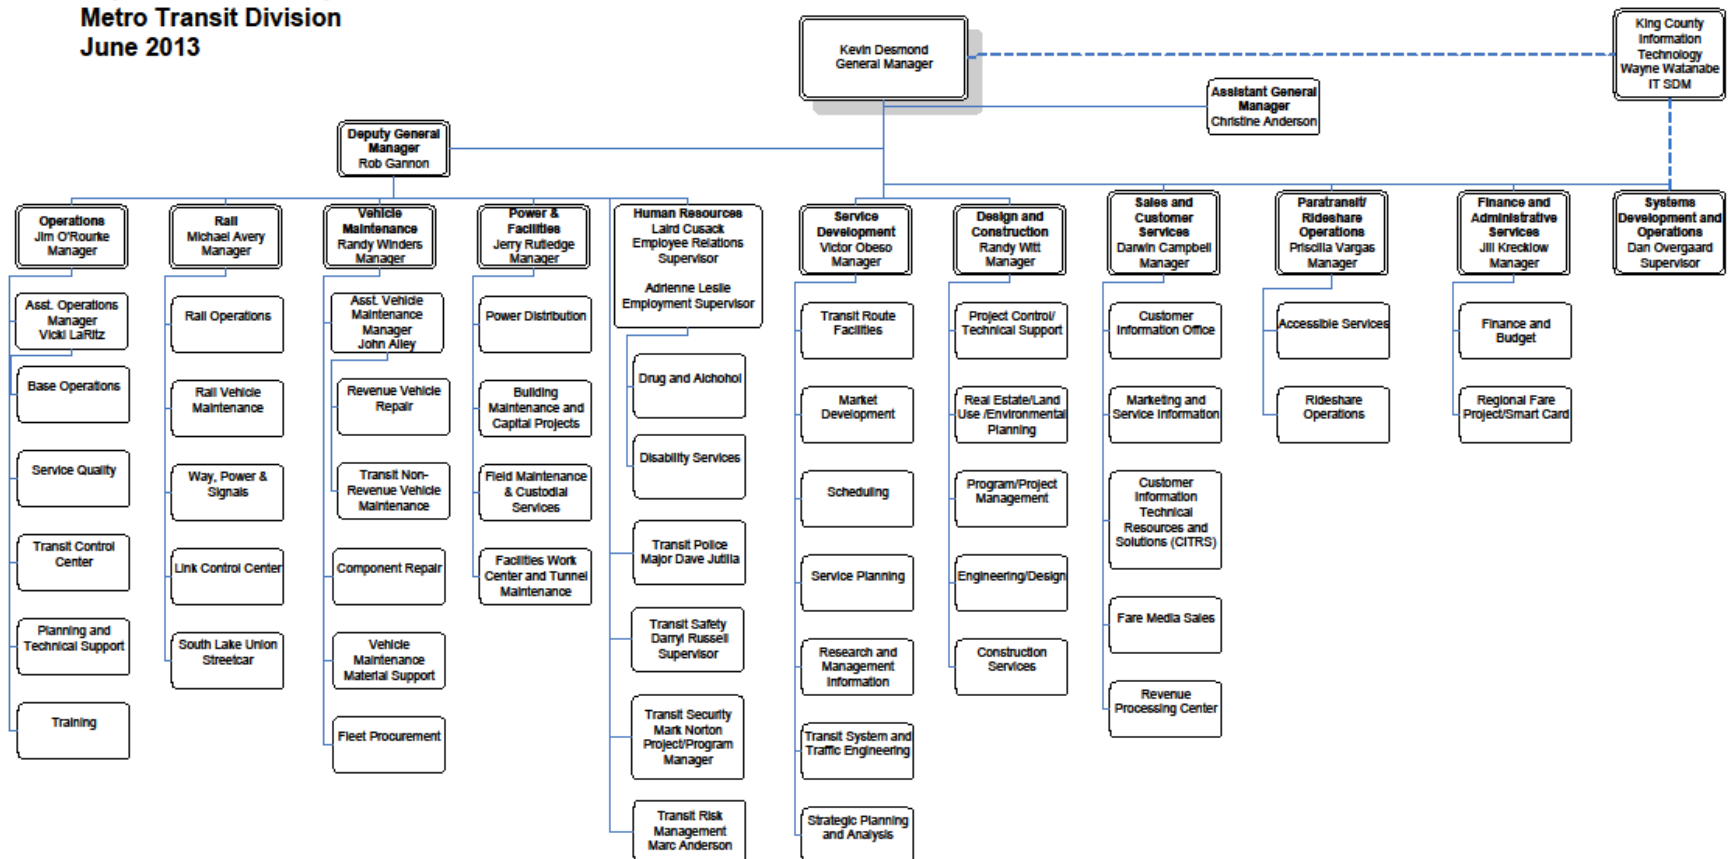 Metro Transit Division
June 2013
Kevin Desmond
General Manager
King County
Information
Technology
Wayne Watanabe
IT SDM
Assistant General
Manager
Christine Anderson
Deputy General
Manager
Rob Gannon
Operations
Jim O'Rourke
Manager
Asst. Operations
Manager
Vicki LaRitz
Base Operations
Service Quality
Transit Control
Center
Planning and
Technical Support
Training
Rail
Michael Avery
Manager
Rail Operations
Rail Vehicle
Maintenance
Way, Power &
Signals
Link Control Center
South Lake Union
Streetcar
Vehicle
Maintenance
Randy Winders
Manager
Asst. Vehicle
Maintenance
Manager
John Alley
Revenue Vehicle
Repair
Transit Non-
Revenue Vehicle
Maintenance
Component Repair
Vehicle
Maintenance
Material Support
Fleet Procurement
Power &
Facilities
Jerry Rutledge
Manager
Power Distribution
Building
Maintenance and
Capital Projects
Field Maintenance
& Custodial
Services
Facilities Work
Center and Tunnel
Maintenance
Human Resources
Laird Cusack
Employee Relations
Supervisor
Adrienne Leslie
Employment Supervisor
Drug and Alchohol
Disability Services
Transit Police
Major Dave Jutilla
Transit Safety
Darryl Russell
Supervisor
Transit Security
Mark Norton
Project/Program
Manager
Transit Risk
Management
Marc Anderson
Service
Development
Victor Obeso
Manager
Transit Route
Facilities
Market
Development
Scheduling
Service Planning
Research and
Management
Information
Transit System and
Traffic Engineering
Strategic Planning
and Analysis
Design and
Construction
Randy Witt
Manager
Project Control/
Technical Support
Real Estate/Land
Use /Environmental
Planning
Program/Project
Management
Engineering/Design
Construction
Services
Sales and
Customer
Services
Darwin Campbell
Manager
Customer
Information Office
Marketing and
Service Information
Customer
Information
Technical
Resources and
Solutions (CITRS)
Fare Media Sales
Revenue
Processing Center
Paratransit/
Rideshare
Operations
Priscilla Vargas
Manager
Accessible Services
Rideshare
Operations
Finance and
Administrative
Services
Jill Krecklow
Manager
Finance and
Budget
Regional Fare
Project/Smart Card
Systems
Development and
Operations
Dan Overgaard
Supervisor